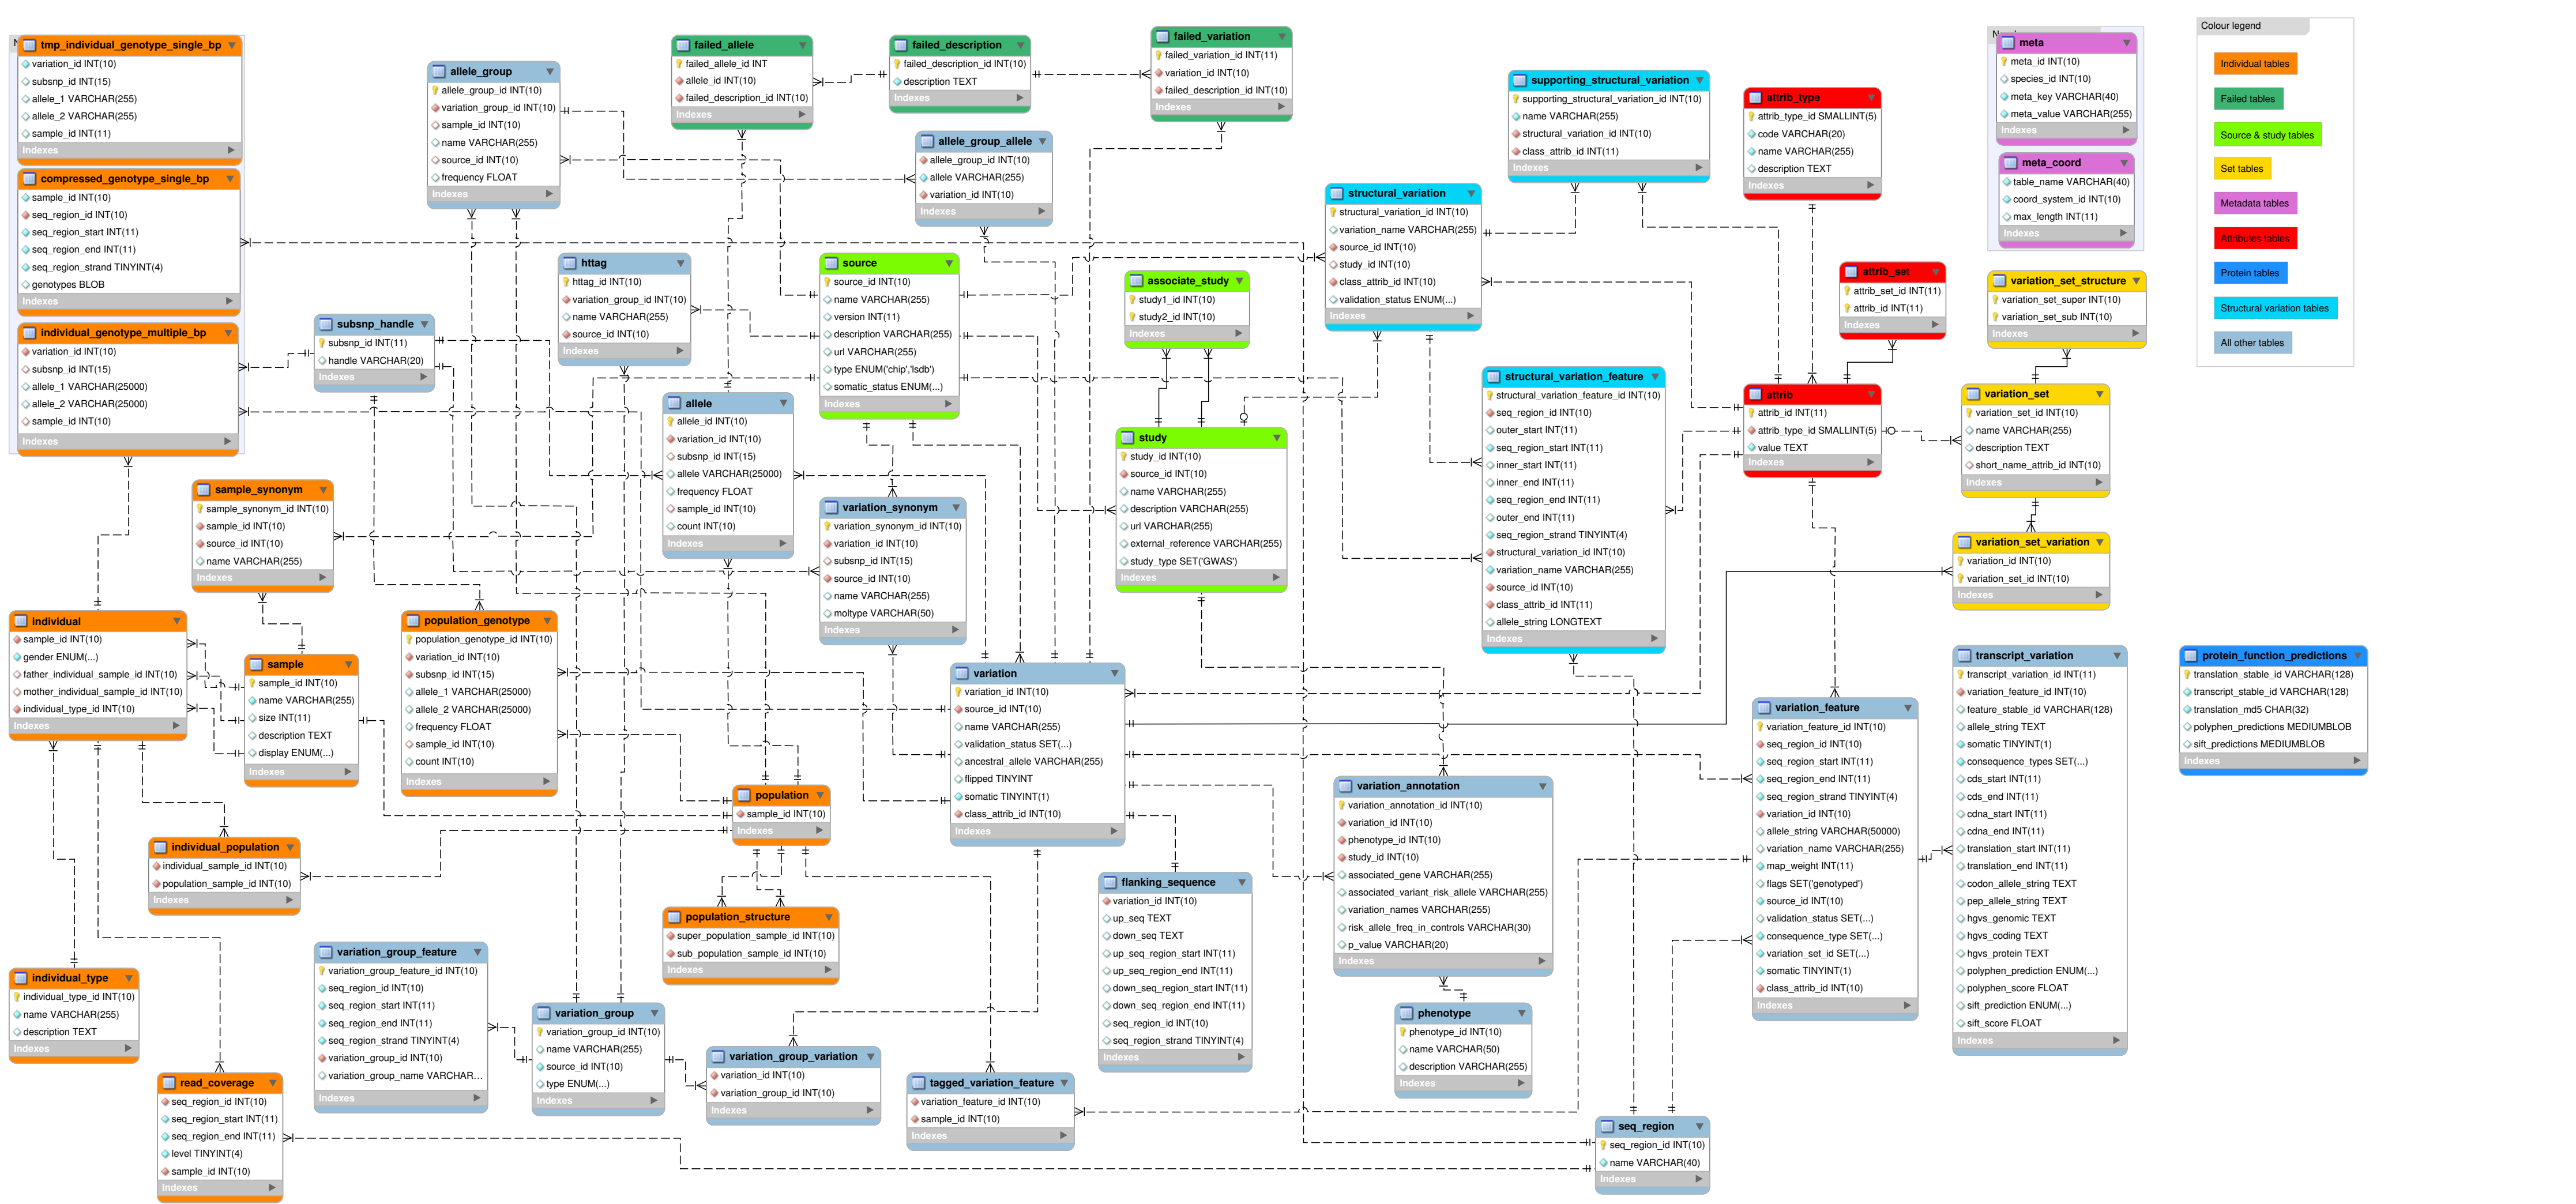 tmp_individual_genotype_single_bp
variation_id INT(10)
subsnp_id INT(15)
allele_1 VARCHAR(255)
allele_2 VARCHAR(255)
sample_id INT(11)
Indexes
compressed_genotype_single_bp
sample_id INT(10)
seq_region_id INT(10)
seq_region_start INT(11)
seq_region_end INT(11)
seq_region_strand TINYINT(4)
genotypes BLOB
Indexes
individual_genotype_multiple_bp
variation_id INT(10)
subsnp_id INT(15)
allele_1 VARCHAR(25000)
allele_2 VARCHAR(25000)
sample_id INT(10)
Indexes
allele_group
allele_group_id INT(10)
variation_group_id INT(10)
sample_id INT(10)
name VARCHAR(255)
source_id INT(10)
frequency FLOAT
Indexes
failed_allele
failed_allele_id INT
allele_id INT(10)
failed_description_id INT(10)
Indexes
failed_description
failed_description_id INT(10)
description TEXT
Indexes
failed_variation
failed_variation_id INT(11)
variation_id INT(10)
failed_description_id INT(10)
Indexes
allele_group_allele
allele_group_id INT(10)
allele VARCHAR(255)
variation_id INT(10)
Indexes
supporting_structural_variation
supporting_structural_variation_id INT(10)
name VARCHAR(255)
structural_variation_id INT(10)
class_attrib_id INT(11)
Indexes
attrib_type
attrib_type_id SMALLINT(5)
code VARCHAR(20)
name VARCHAR(255)
description TEXT
Indexes
meta
meta_id INT(10)
species_id INT(10)
meta_key VARCHAR(40)
meta_value VARCHAR(255)
Indexes
meta_coord
table_name VARCHAR(40)
coord_system_id INT(10)
max_length INT(11)
Indexes
Colour legend
Individual tables
Failed tables
Source & study tables
Set tables
Metadata tables
Attributes tables
Protein tables
Structural variation tables
All other tables
structural_variation
structural_variation_id INT(10)
variation_name VARCHAR(255)
source_id INT(10)
study_id INT(10)
class_attrib_id INT(10)
validation_status ENUM(...)
Indexes
httag
httag_id INT(10)
variation_group_id INT(10)
name VARCHAR(255)
source_id INT(10)
Indexes
source
source_id INT(10)
name VARCHAR(255)
version INT(11)
description VARCHAR(255)
url VARCHAR(255)
type ENUM('chip','lsdb')
somatic_status ENUM(...)
Indexes
associate_study
study1_id INT(10)
study2_id INT(10)
Indexes
attrib_set
attrib_set_id INT(11)
attrib_id INT(11)
Indexes
variation_set_structure
variation_set_super INT(10)
variation_set_sub INT(10)
Indexes
subsnp_handle
subsnp_id INT(11)
handle VARCHAR(20)
Indexes
structural_variation_feature
structural_variation_feature_id INT(10)
seq_region_id INT(10)
outer_start INT(11)
seq_region_start INT(11)
inner_start INT(11)
inner_end INT(11)
seq_region_end INT(11)
outer_end INT(11)
seq_region_strand TINYINT(4)
structural_variation_id INT(10)
variation_name VARCHAR(255)
source_id INT(10)
class_attrib_id INT(11)
allele_string LONGTEXT
Indexes
attrib
attrib_id INT(11)
attrib_type_id SMALLINT(5)
value TEXT
Indexes
variation_set
variation_set_id INT(10)
name VARCHAR(255)
description TEXT
short_name_attrib_id INT(10)
Indexes
allele
allele_id INT(10)
variation_id INT(10)
subsnp_id INT(15)
allele VARCHAR(25000)
frequency FLOAT
sample_id INT(10)
count INT(10)
Indexes
study
study_id INT(10)
source_id INT(10)
name VARCHAR(255)
description VARCHAR(255)
url VARCHAR(255)
external_reference VARCHAR(255)
study_type SET('GWAS')
Indexes
sample_synonym
sample_synonym_id INT(10)
sample_id INT(10)
source_id INT(10)
name VARCHAR(255)
Indexes
variation_synonym
variation_synonym_id INT(10)
variation_id INT(10)
subsnp_id INT(15)
source_id INT(10)
name VARCHAR(255)
moltype VARCHAR(50)
Indexes
variation_set_variation
variation_id INT(10)
variation_set_id INT(10)
Indexes
individual
sample_id INT(10)
gender ENUM(...)
father_individual_sample_id INT(10)
mother_individual_sample_id INT(10)
individual_type_id INT(10)
Indexes
sample
sample_id INT(10)
name VARCHAR(255)
size INT(11)
description TEXT
display ENUM(...)
Indexes
population_genotype
population_genotype_id INT(10)
variation_id INT(10)
subsnp_id INT(15)
allele_1 VARCHAR(25000)
allele_2 VARCHAR(25000)
frequency FLOAT
sample_id INT(10)
count INT(10)
Indexes
variation
variation_id INT(10)
source_id INT(10)
name VARCHAR(255)
validation_status SET(...)
ancestral_allele VARCHAR(255)
flipped TINYINT
somatic TINYINT(1)
class_attrib_id INT(10)
Indexes
transcript_variation
transcript_variation_id INT(11)
variation_feature_id INT(10)
feature_stable_id VARCHAR(128)
allele_string TEXT
somatic TINYINT(1)
consequence_types SET(...)
cds_start INT(11)
cds_end INT(11)
cdna_start INT(11)
cdna_end INT(11)
translation_start INT(11)
translation_end INT(11)
codon_allele_string TEXT
pep_allele_string TEXT
hgvs_genomic TEXT
hgvs_coding TEXT
hgvs_protein TEXT
polyphen_prediction ENUM(...)
polyphen_score FLOAT
sift_prediction ENUM(...)
sift_score FLOAT
Indexes
protein_function_predictions
translation_stable_id VARCHAR(128)
transcript_stable_id VARCHAR(128)
translation_md5 CHAR(32)
polyphen_predictions MEDIUMBLOB
sift_predictions MEDIUMBLOB
Indexes
variation_feature
variation_feature_id INT(10)
seq_region_id INT(10)
seq_region_start INT(11)
seq_region_end INT(11)
seq_region_strand TINYINT(4)
variation_id INT(10)
allele_string VARCHAR(50000)
variation_name VARCHAR(255)
map_weight INT(11)
flags SET('genotyped')
source_id INT(10)
validation_status SET(...)
consequence_type SET(...)
variation_set_id SET(...)
somatic TINYINT(1)
class_attrib_id INT(10)
Indexes
population
sample_id INT(10)
Indexes
variation_annotation
variation_annotation_id INT(10)
variation_id INT(10)
phenotype_id INT(10)
study_id INT(10)
associated_gene VARCHAR(255)
associated_variant_risk_allele VARCHAR(255)
variation_names VARCHAR(255)
risk_allele_freq_in_controls VARCHAR(30)
p_value VARCHAR(20)
Indexes
individual_population
individual_sample_id INT(10)
population_sample_id INT(10)
Indexes
flanking_sequence
variation_id INT(10)
up_seq TEXT
down_seq TEXT
up_seq_region_start INT(11)
up_seq_region_end INT(11)
down_seq_region_start INT(11)
down_seq_region_end INT(11)
seq_region_id INT(10)
seq_region_strand TINYINT(4)
Indexes
population_structure
super_population_sample_id INT(10)
sub_population_sample_id INT(10)
Indexes
variation_group_feature
variation_group_feature_id INT(10)
seq_region_id INT(10)
seq_region_start INT(11)
seq_region_end INT(11)
seq_region_strand TINYINT(4)
variation_group_id INT(10)
variation_group_name VARCHAR...
Indexes
individual_type
individual_type_id INT(10)
name VARCHAR(255)
description TEXT
Indexes
variation_group
variation_group_id INT(10)
name VARCHAR(255)
source_id INT(10)
type ENUM(...)
Indexes
phenotype
phenotype_id INT(10)
name VARCHAR(50)
description VARCHAR(255)
Indexes
variation_group_variation
variation_id INT(10)
variation_group_id INT(10)
Indexes
read_coverage
seq_region_id INT(10)
seq_region_start INT(11)
seq_region_end INT(11)
level TINYINT(4)
sample_id INT(10)
Indexes
tagged_variation_feature
variation_feature_id INT(10)
sample_id INT(10)
Indexes
seq_region
seq_region_id INT(10)
name VARCHAR(40)
Indexes